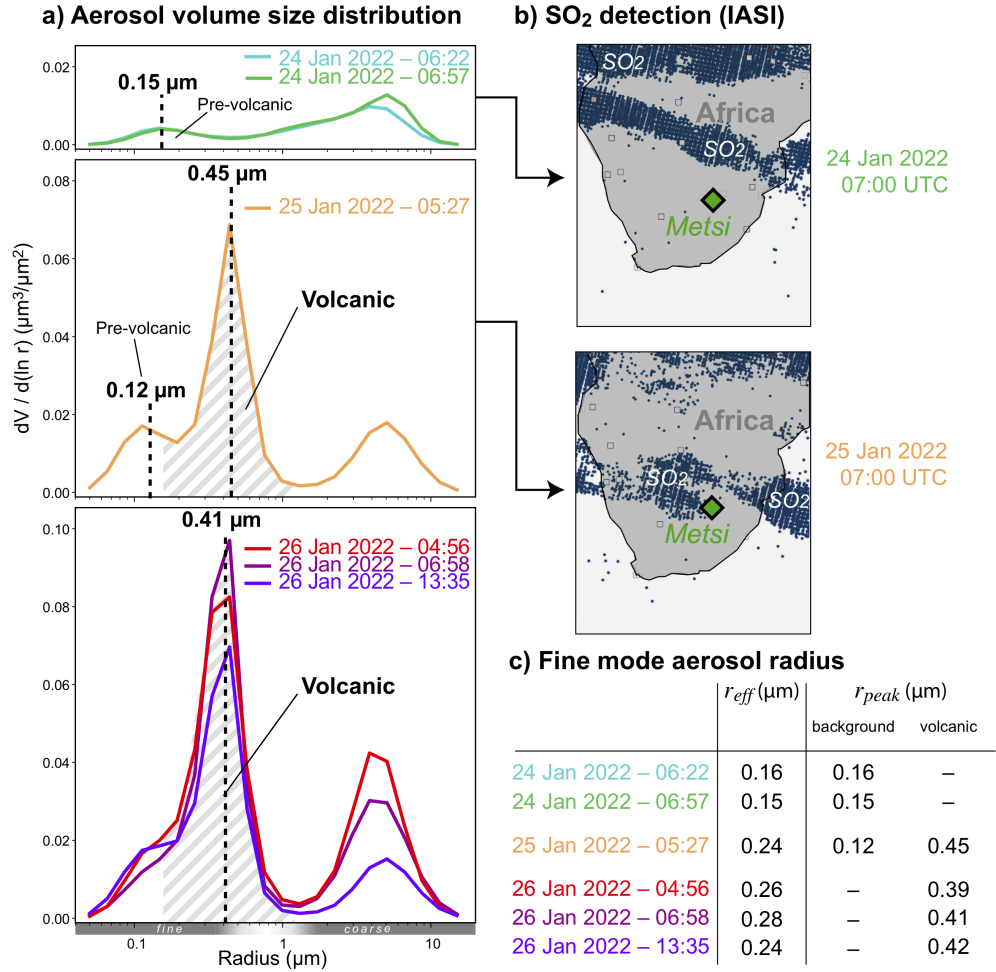 a) Aerosol volume size distribution
0.02
0.00
24 Jan 2022 – 06:22
24 Jan 2022 – 06:57
0.15 µm
Pre-volcanic
0.08
0.06
0.04
0.02
0.00
0.45 µm
25 Jan 2022 – 05:27
Volcanic
Pre-volcanic
0.12 µm
dV / d(ln r) (µm³/µm²)
0.10
0.08
0.06
0.04
0.02
0.00
0.41 µm
26 Jan 2022 – 04:56
26 Jan 2022 – 06:58
26 Jan 2022 – 13:35
Volcanic
fine
coarse
0.1
1
10
Radius (µm)
b) SO₂ detection (IASI)
SO₂
Africa
SO₂
Metsi
24 Jan 2022
07:00 UTC
Africa
SO₂
SO₂
Metsi
25 Jan 2022
07:00 UTC
c) Fine mode aerosol radius
r_eff (µm) r_peak (µm)
background volcanic
24 Jan 2022 – 06:22 0.16 0.16 –
24 Jan 2022 – 06:57 0.15 0.15 –
25 Jan 2022 – 05:27 0.24 0.12 0.45
26 Jan 2022 – 04:56 0.26 – 0.39
26 Jan 2022 – 06:58 0.28 – 0.41
26 Jan 2022 – 13:35 0.24 – 0.42